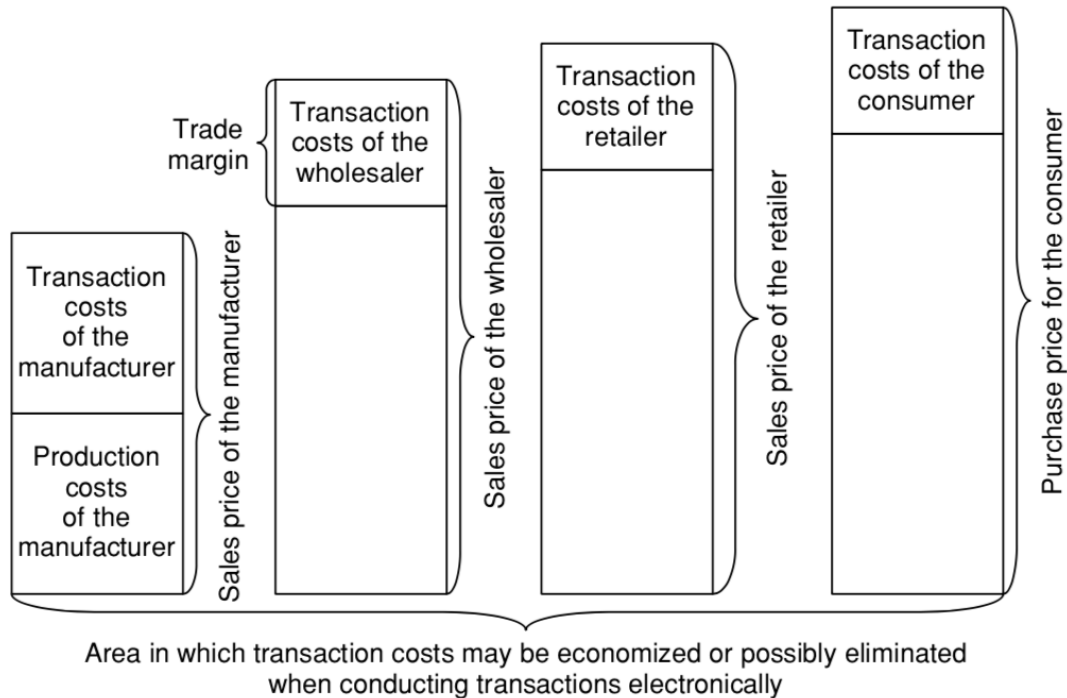 Transaction
costs
of the
manufacturer
Production
costs
of the
manufacturer
Sales price of the manufacturer
Trade
margin
Transaction
costs of the
wholesaler
Sales price of the wholesaler
Transaction
costs of the
retailer
Sales price of the retailer
Transaction
costs of the
consumer
Purchase price for the consumer
Area in which transaction costs may be economized or possibly eliminated
when conducting transactions electronically